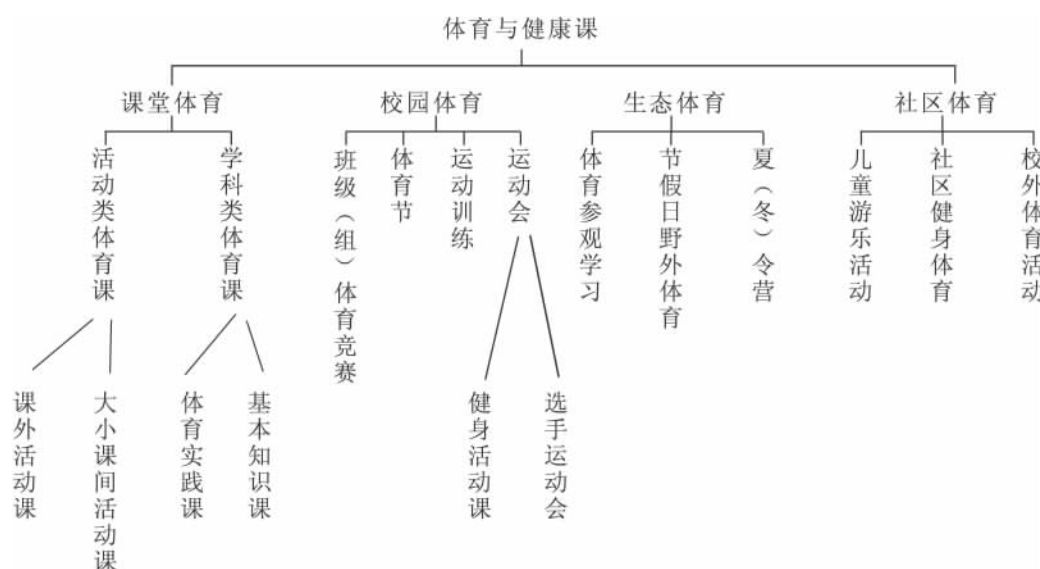 体育与健康课
课堂体育
校园体育
生态体育
社区体育
活动类体育课
学科类体育课
班级（组）体育竞赛
体育节
运动训练
运动会
体育参观学习
节假日野外体育
夏（冬）令营
儿童游乐活动
社区健身体育
校外体育活动
课外活动课
大小课间活动课
体育实践课
基本知识课
健身活动课
选手运动会